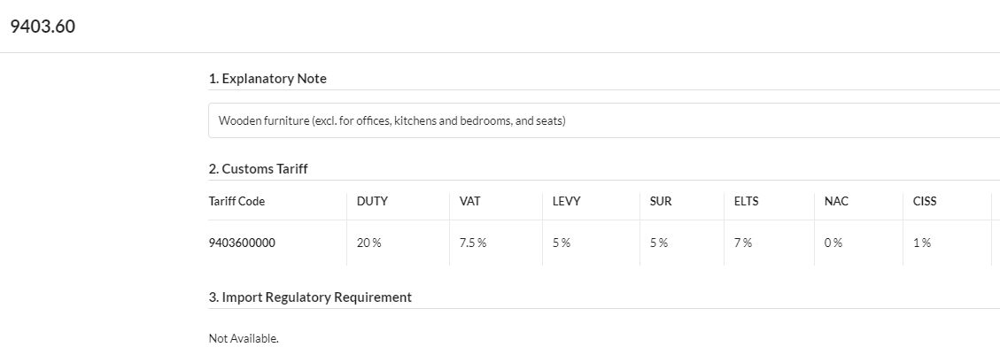 9403.60
1. Explanatory Note
Wooden furniture (excl. for offices, kitchens and bedrooms, and seats)
2. Customs Tariff
Tariff Code DUTY VAT LEVY SUR ELTS NAC CISS
9403600000 20 % 7.5 % 5 % 5 % 7 % 0 % 1 %
3. Import Regulatory Requirement
Not Available.